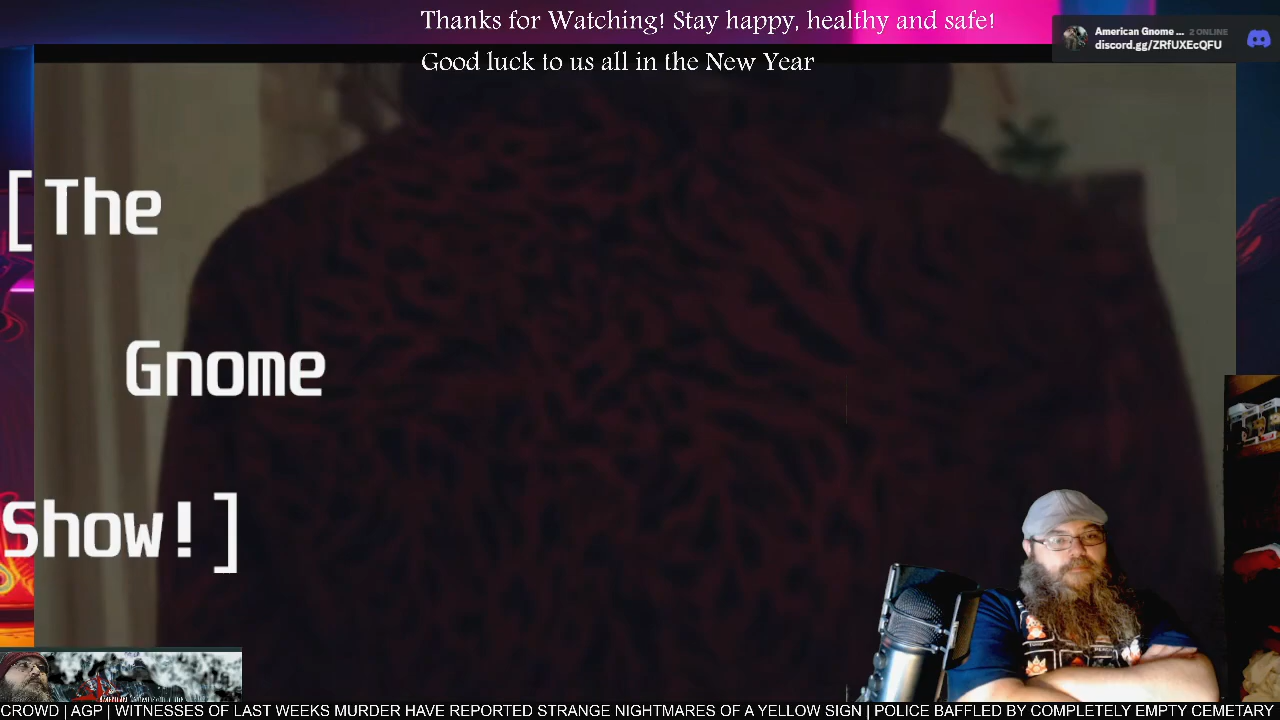 Thanks for Watching! Stay happy, healthy and safe!
Good luck to us all in the New Year
American Gnome ... 2 ONLINE
discord.gg/ZRfUXEcQFU
[The
Gnome
Show!]
CROWD | AGP | WITNESSES OF LAST WEEKS MURDER HAVE REPORTED STRANGE NIGHTMARES OF A YELLOW SIGN | POLICE BAFFLED BY COMPLETELY EMPTY CEMETARY